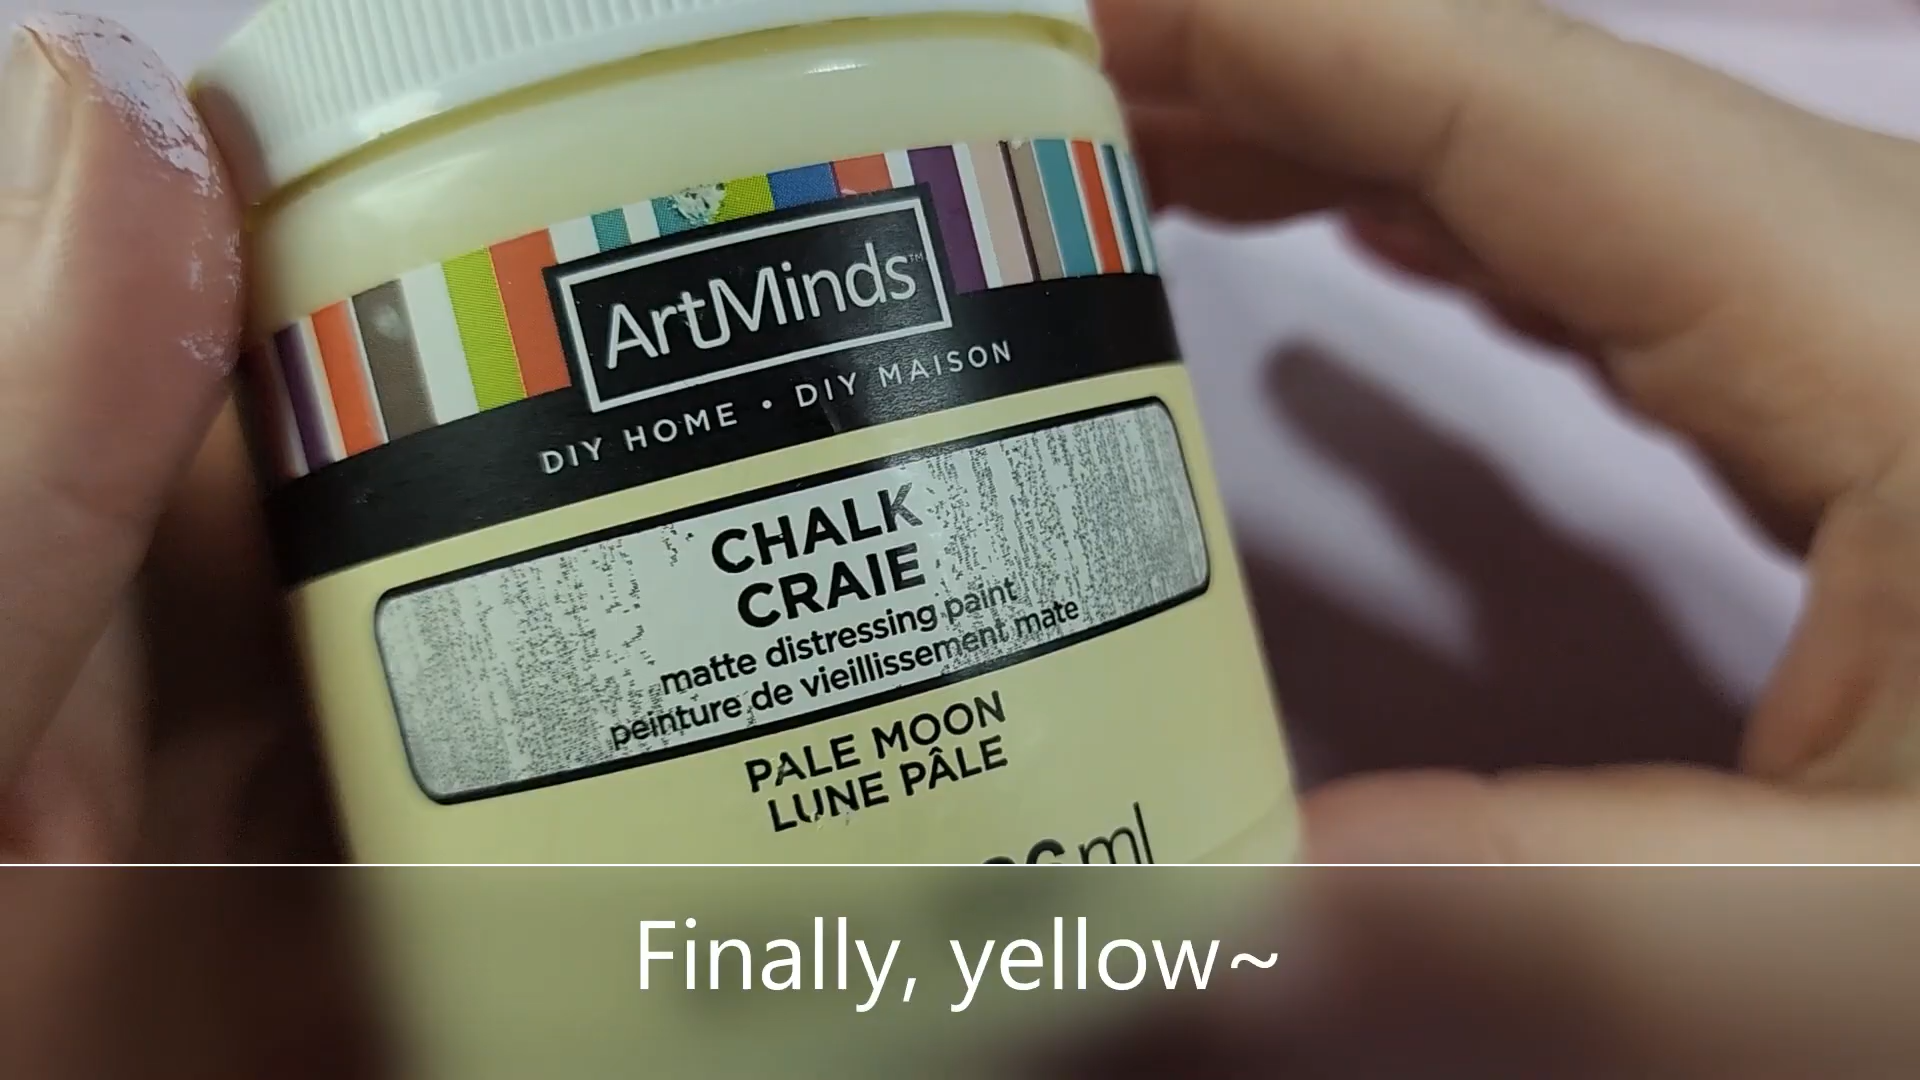 ArtMinds™
DIY HOME • DIY MAISON
CHALK
CRAIE
matte distressing paint
peinture de vieillissement mate
PALE MOON
LUNE PÂLE
ml
Finally, yellow~